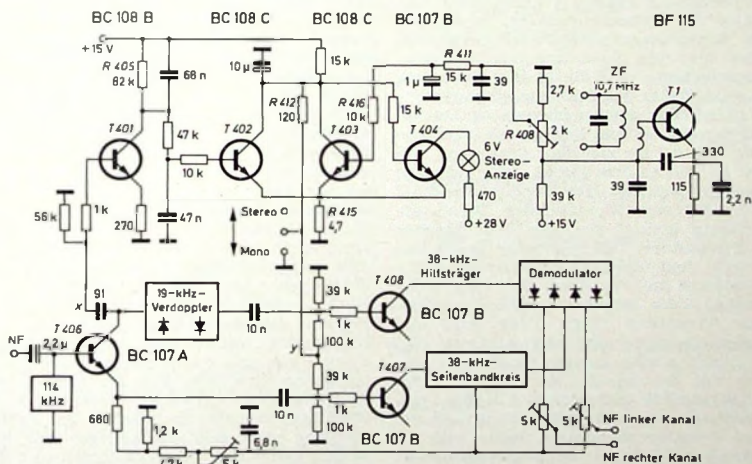 BC 108 B
BC 108 C
BC 108 C
BC 107 B
BF 115
+15 V
R 405
82 k
68 n
10 µ
15 k
R 411
15 k
1 µ
39
2,7 k
ZF
10,7 MHz
T1
T401
47 k
T402
R 412
120
R 416
10 k
T403
15 k
T404
6 V
Stereo-
Anzeige
R 408
2 k
330
10 k
56 k
1 k
270
47 n
Stereo
Mono
R 415
4,7
470
+28 V
39 k
+15 V
39
115
2,2 n
x
91
19-kHz-
Verdoppler
10 n
39 k
T 408
38-kHz-
Hilfsträger
Demodulator
1 k
BC 107 B
100 k
NF
2,2 µ
T 406
BC 107 A
y
39 k
T407
38-kHz-
Seitenbandkreis
114
kHz
10 n
1 k
100 k
BC 107 B
680
1,2 k
6,8 n
4,7 k
5 k
5 k
5 k
NF linker Kanal
NF rechter Kanal